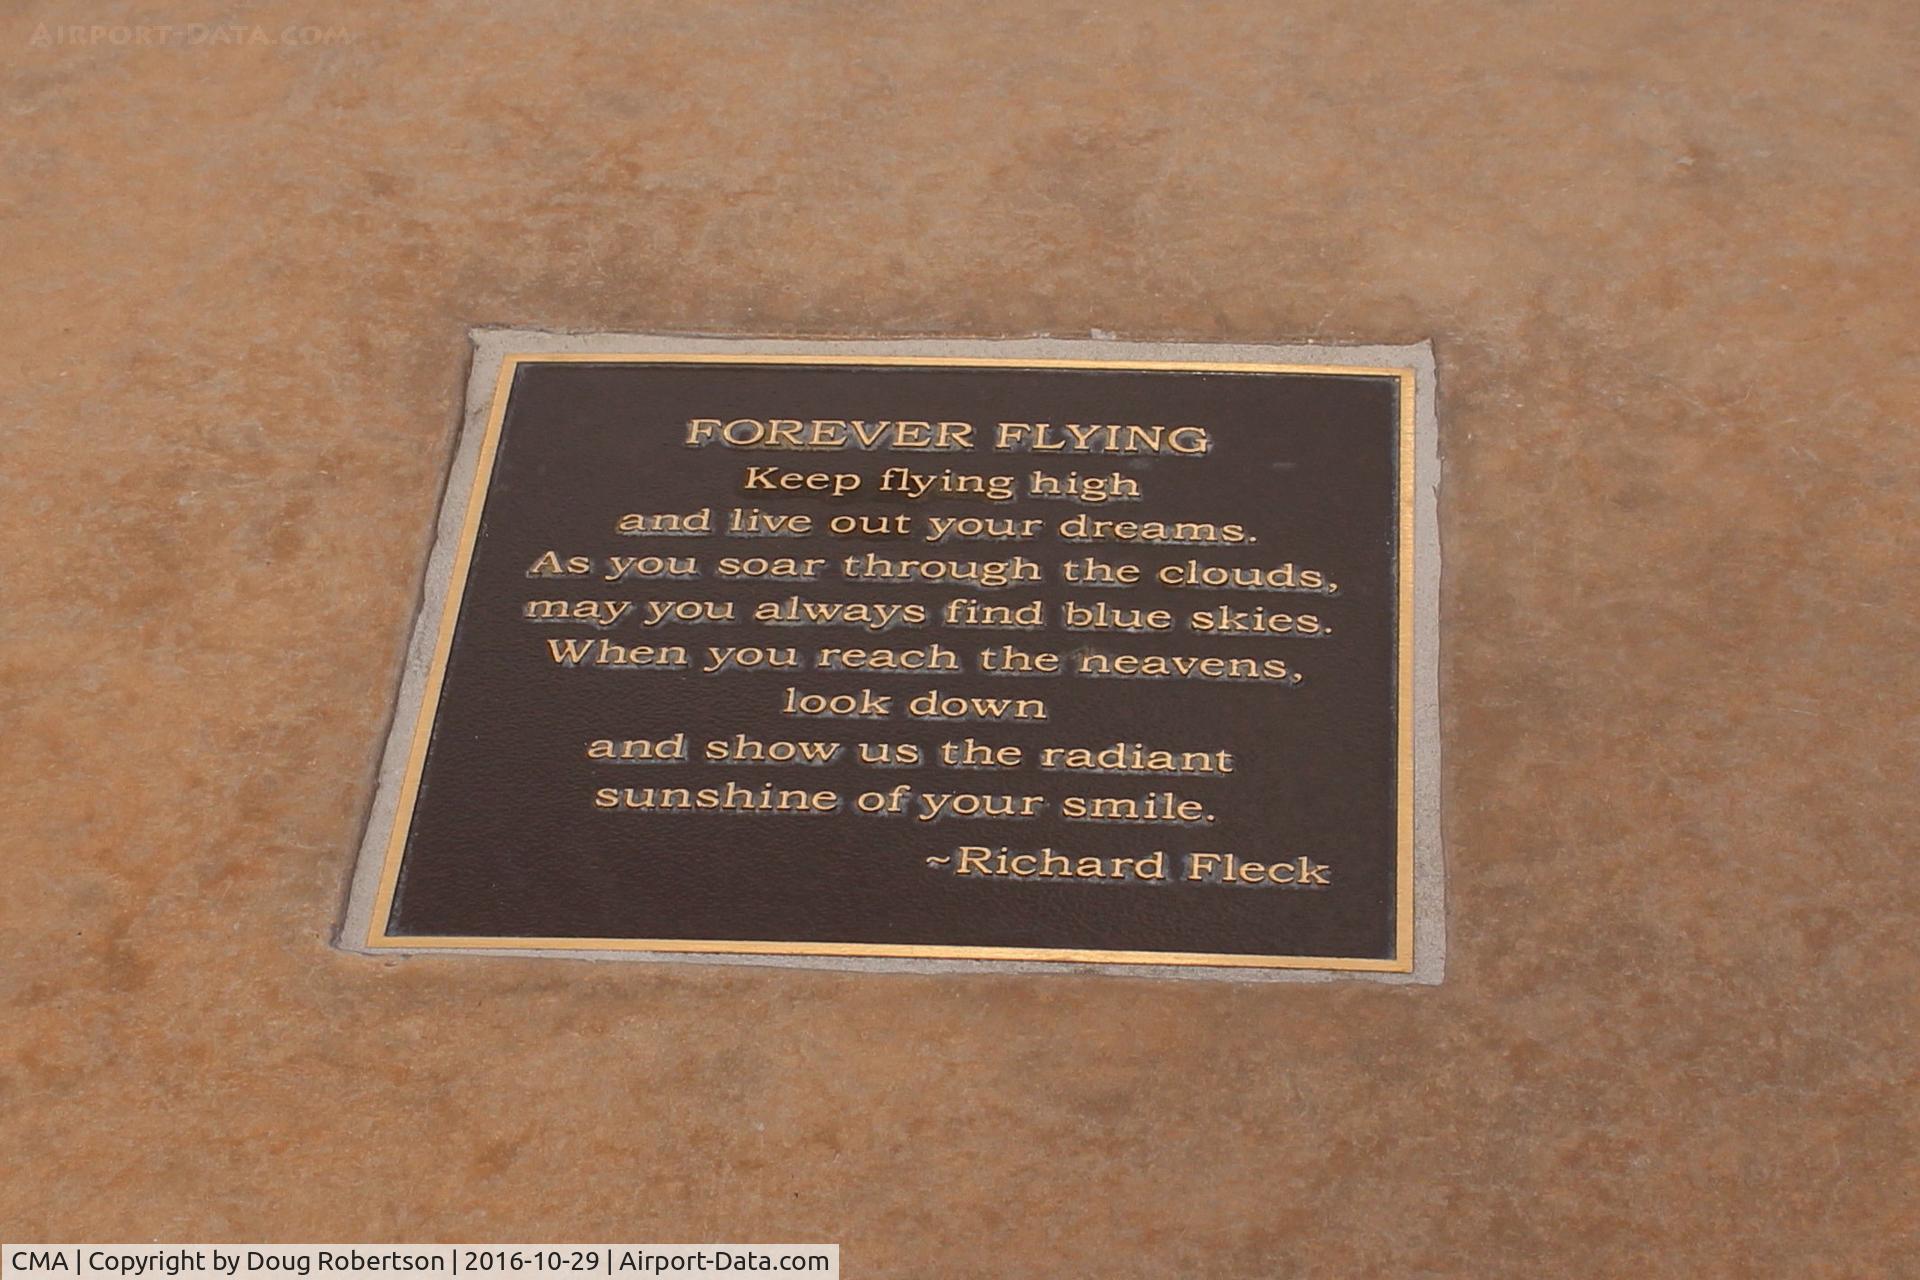 AIRPORT-DATA.COM
FOREVER FLYING
Keep flying high
and live out your dreams.
As you soar through the clouds,
may you always find blue skies.
When you reach the heavens,
look down
and show us the radiant
sunshine of your smile.
~Richard Fleck
CMA | Copyright by Doug Robertson | 2016-10-29 | Airport-Data.com